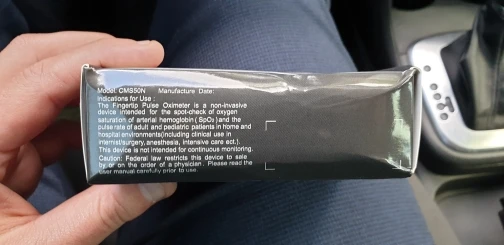 Model: CMS50N Manufacture Date:
Indications for Use :
The Fingertip Pulse Oximeter is a non-invasive
device intended for the spot-check of oxygen
saturation of arterial hemoglobin ( SpO₂ ) and the
pulse rate of adult and pediatric patients in home and
hospital environments(including clinical use in
internist/surgery, anesthesia, intensive care ect.).
This device is not intended for continuous monitoring.
Caution: Federal law restricts this device to sale
by or on the order of a physician. Please read the
user manual carefully prior to use.